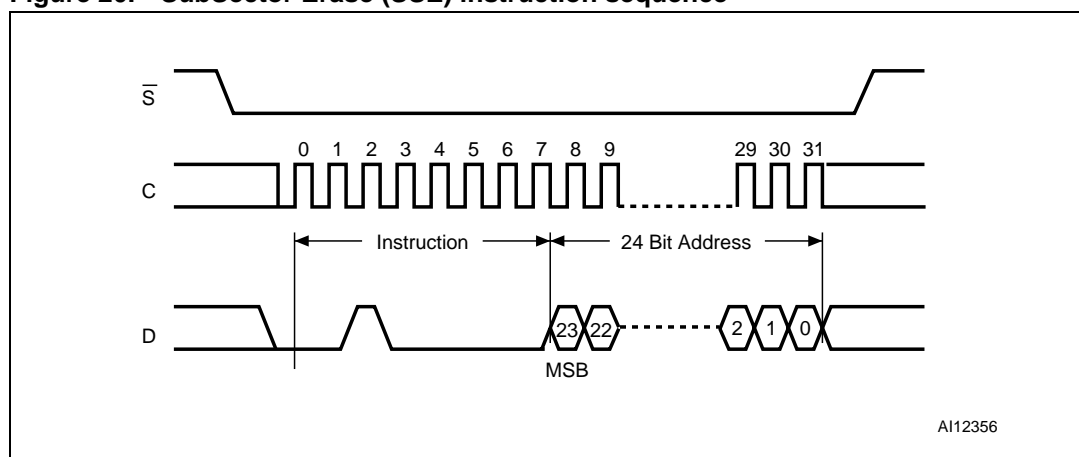 Figure 20. SubSector Erase (SSE) instruction sequence
S
0 1 2 3 4 5 6 7 8 9 29 30 31
C
Instruction 24 Bit Address
D
23 22 2 1 0
MSB
AI12356